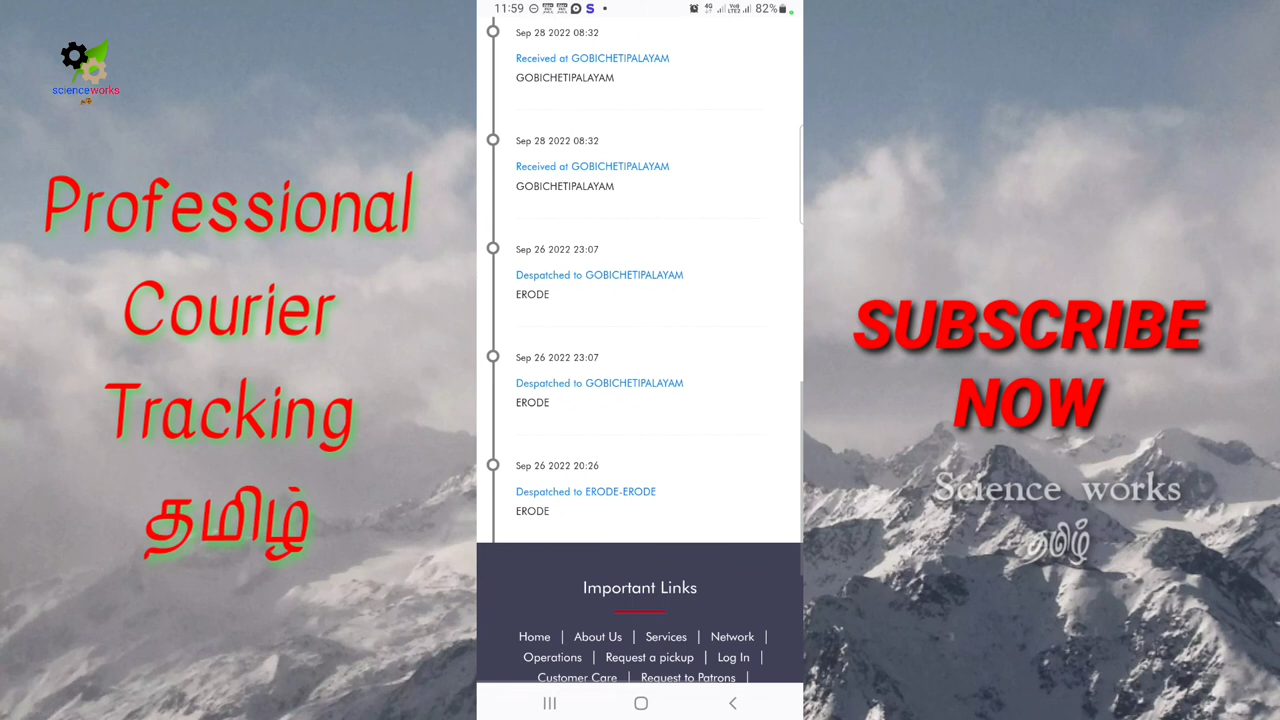 scienceworks
Professional
Courier
Tracking
தமிழ்
11:59
4G
82%
Sep 28 2022 08:32
Received at GOBICHETIPALAYAM
GOBICHETIPALAYAM
Sep 28 2022 08:32
Received at GOBICHETIPALAYAM
GOBICHETIPALAYAM
Sep 26 2022 23:07
Despatched to GOBICHETIPALAYAM
ERODE
Sep 26 2022 23:07
Despatched to GOBICHETIPALAYAM
ERODE
Sep 26 2022 20:26
Despatched to ERODE-ERODE
ERODE
Important Links
Home | About Us | Services | Network |
Operations | Request a pickup | Log In |
Customer Care | Request to Patrons |
SUBSCRIBE
NOW
Science works
தமிழ்